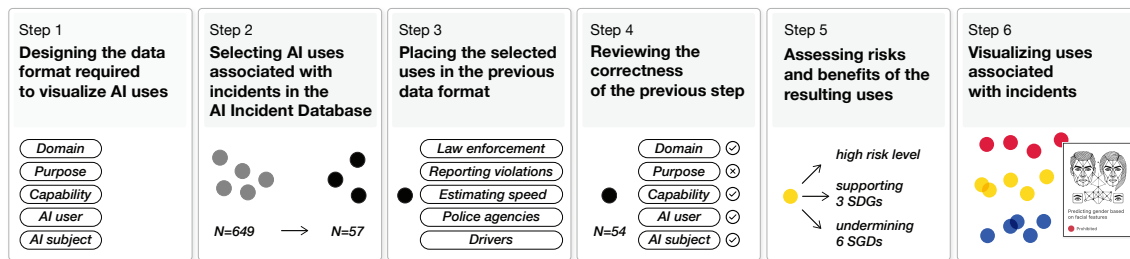 Step 1
Designing the data
format required
to visualize AI uses
Domain
Purpose
Capability
AI user
AI subject
Step 2
Selecting AI uses
associated with
incidents in the
AI Incident Database
N=649
N=57
Step 3
Placing the selected
uses in the previous
data format
Law enforcement
Reporting violations
Estimating speed
Police agencies
Drivers
Step 4
Reviewing the
correctness
of the previous step
Domain
Purpose
Capability
AI user
AI subject
N=54
Step 5
Assessing risks
and benefits of the
resulting uses
high risk level
supporting
3 SDGs
undermining
6 SGDs
Step 6
Visualizing uses
associated
with incidents
Predicting gender based
on facial features
Prohibited